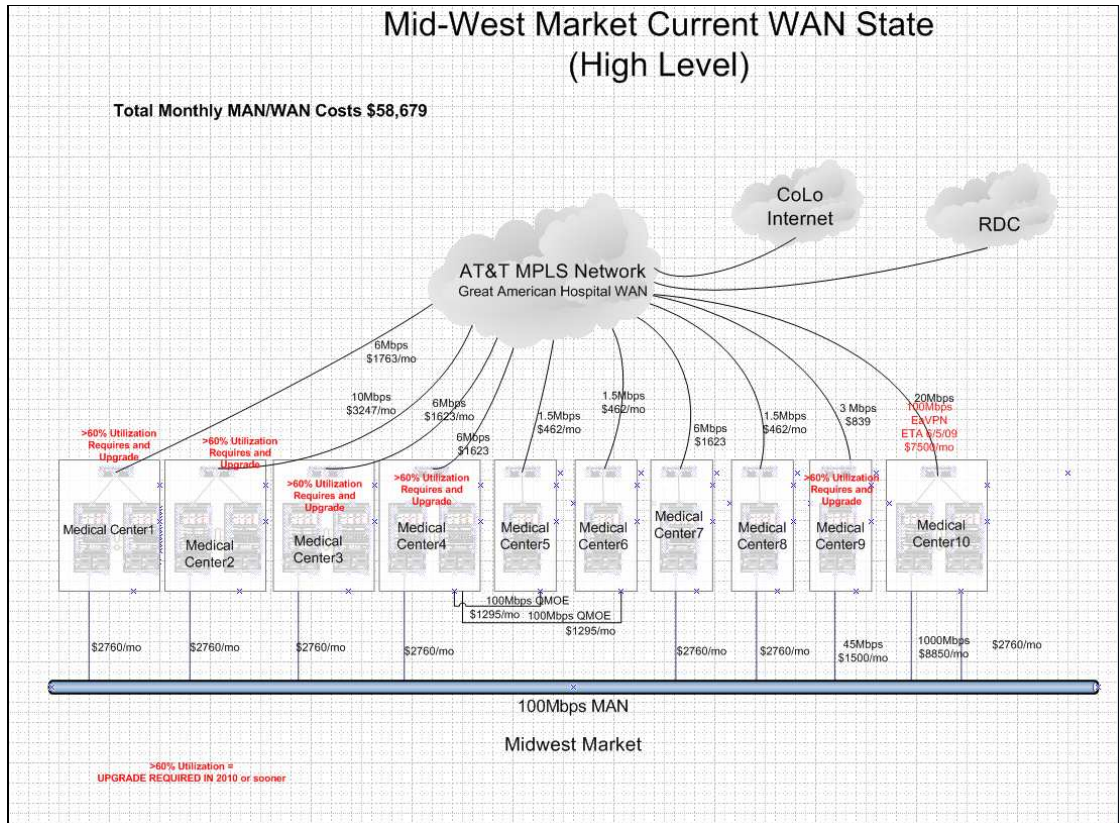 Mid-West Market Current WAN State
(High Level)
Total Monthly MAN/WAN Costs $58,679
CoLo
Internet
RDC
AT&T MPLS Network
Great American Hospital WAN
6Mbps
$1763/mo
10Mbps
$3247/mo
6Mbps
$1623/mo
6Mbps
$1623
1.5Mbps
$462/mo
1.5Mbps
$462/mo
6Mbps
$1623
1.5Mbps
$462/mo
3 Mbps
$839
20Mbps
100Mbps
EaVPN
ETA 6/5/09
$7500/mo
>60% Utilization
Requires and
Upgrade
>60% Utilization
Requires and
Upgrade
>60% Utilization
Requires and
Upgrade
>60% Utilization
Requires and
Upgrade
>60% Utilization
Requires and
Upgrade
Medical Center1
Medical
Center2
Medical
Center3
Medical
Center4
Medical
Center5
Medical
Center6
Medical
Center7
Medical
Center8
Medical
Center9
Medical
Center10
100Mbps QMOE
$1295/mo
100Mbps QMOE
$1295/mo
$2760/mo
$2760/mo
$2760/mo
$2760/mo
$2760/mo
$2760/mo
45Mbps
$1500/mo
1000Mbps
$8850/mo
$2760/mo
100Mbps MAN
Midwest Market
>60% Utilization =
UPGRADE REQUIRED IN 2010 or sooner